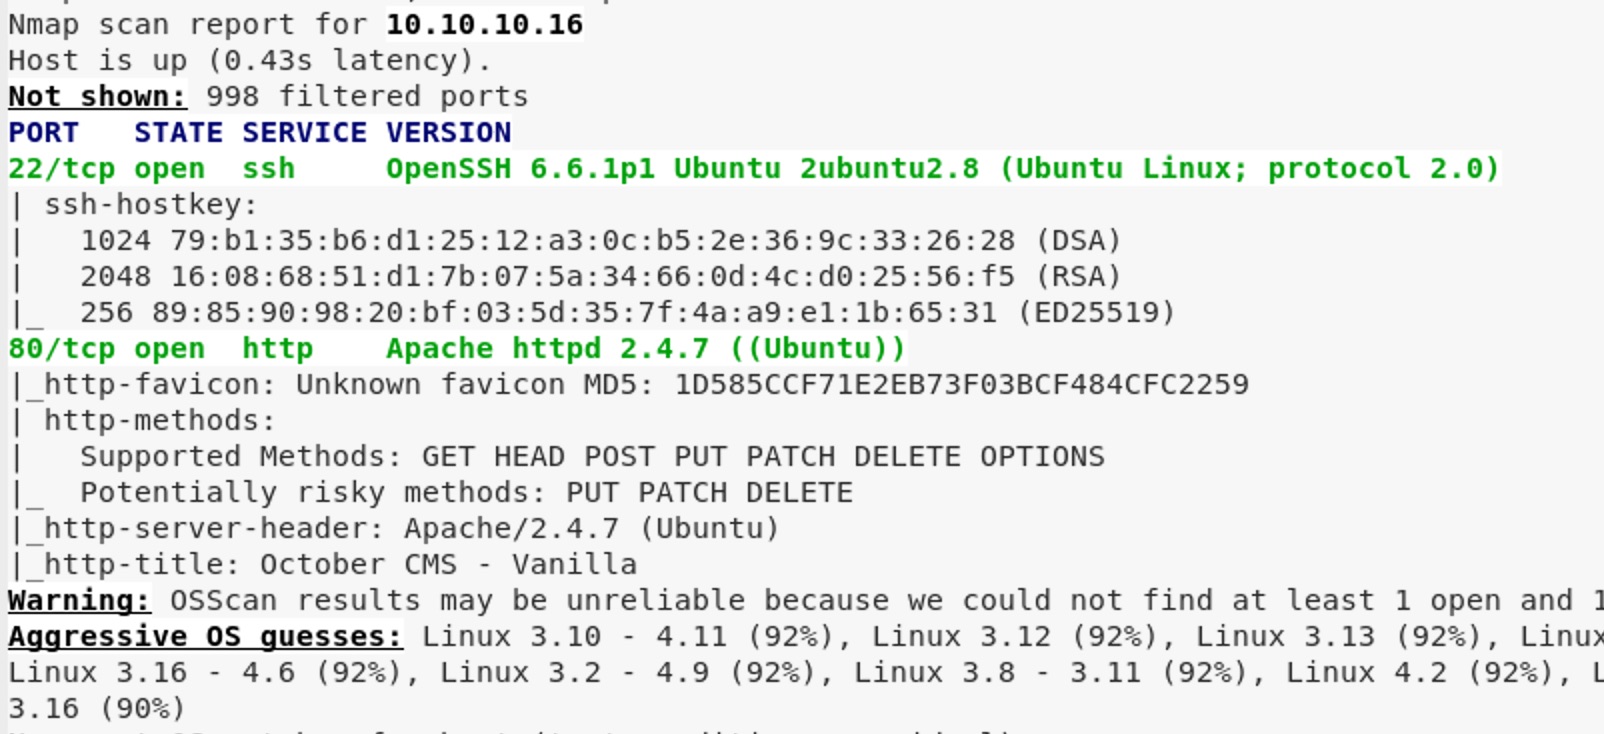 Nmap scan report for 10.10.10.16
Host is up (0.43s latency).
Not shown: 998 filtered ports
PORT   STATE SERVICE VERSION
22/tcp open  ssh     OpenSSH 6.6.1p1 Ubuntu 2ubuntu2.8 (Ubuntu Linux; protocol 2.0)
| ssh-hostkey:
|   1024 79:b1:35:b6:d1:25:12:a3:0c:b5:2e:36:9c:33:26:28 (DSA)
|   2048 16:08:68:51:d1:7b:07:5a:34:66:0d:4c:d0:25:56:f5 (RSA)
|_  256 89:85:90:98:20:bf:03:5d:35:7f:4a:a9:e1:1b:65:31 (ED25519)
80/tcp open  http    Apache httpd 2.4.7 ((Ubuntu))
|_http-favicon: Unknown favicon MD5: 1D585CCF71E2EB73F03BCF484CFC2259
| http-methods:
|   Supported Methods: GET HEAD POST PUT PATCH DELETE OPTIONS
|_  Potentially risky methods: PUT PATCH DELETE
|_http-server-header: Apache/2.4.7 (Ubuntu)
|_http-title: October CMS - Vanilla
Warning: OSScan results may be unreliable because we could not find at least 1 open and 1
Aggressive OS guesses: Linux 3.10 - 4.11 (92%), Linux 3.12 (92%), Linux 3.13 (92%), Linux
Linux 3.16 - 4.6 (92%), Linux 3.2 - 4.9 (92%), Linux 3.8 - 3.11 (92%), Linux 4.2 (92%), L
3.16 (90%)